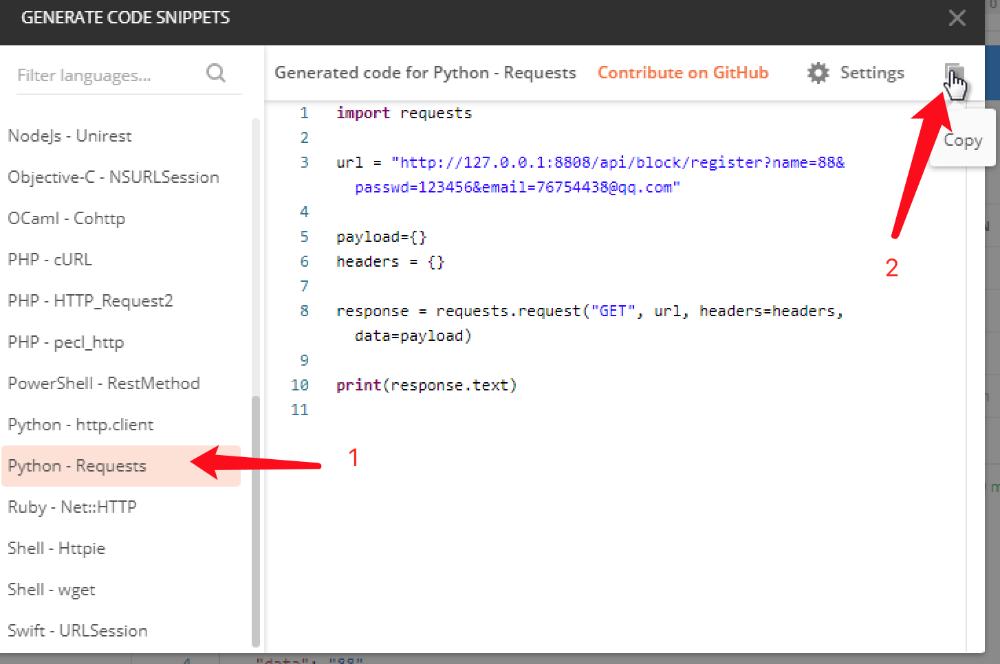 GENERATE CODE SNIPPETS
Filter languages...
Generated code for Python - Requests Contribute on GitHub Settings
Copy
NodeJs - Unirest
Objective-C - NSURLSession
OCaml - Cohttp
PHP - cURL
PHP - HTTP_Request2
PHP - pecl_http
PowerShell - RestMethod
Python - http.client
Python - Requests
Ruby - Net::HTTP
Shell - Httpie
Shell - wget
Swift - URLSession
1 import requests
2
3 url = "http://127.0.0.1:8808/api/block/register?name=88&
passwd=123456&email=76754438@qq.com"
4
5 payload={}
6 headers = {}
7
8 response = requests.request("GET", url, headers=headers,
data=payload)
9
10 print(response.text)
11
1
2
4 "data": "88"